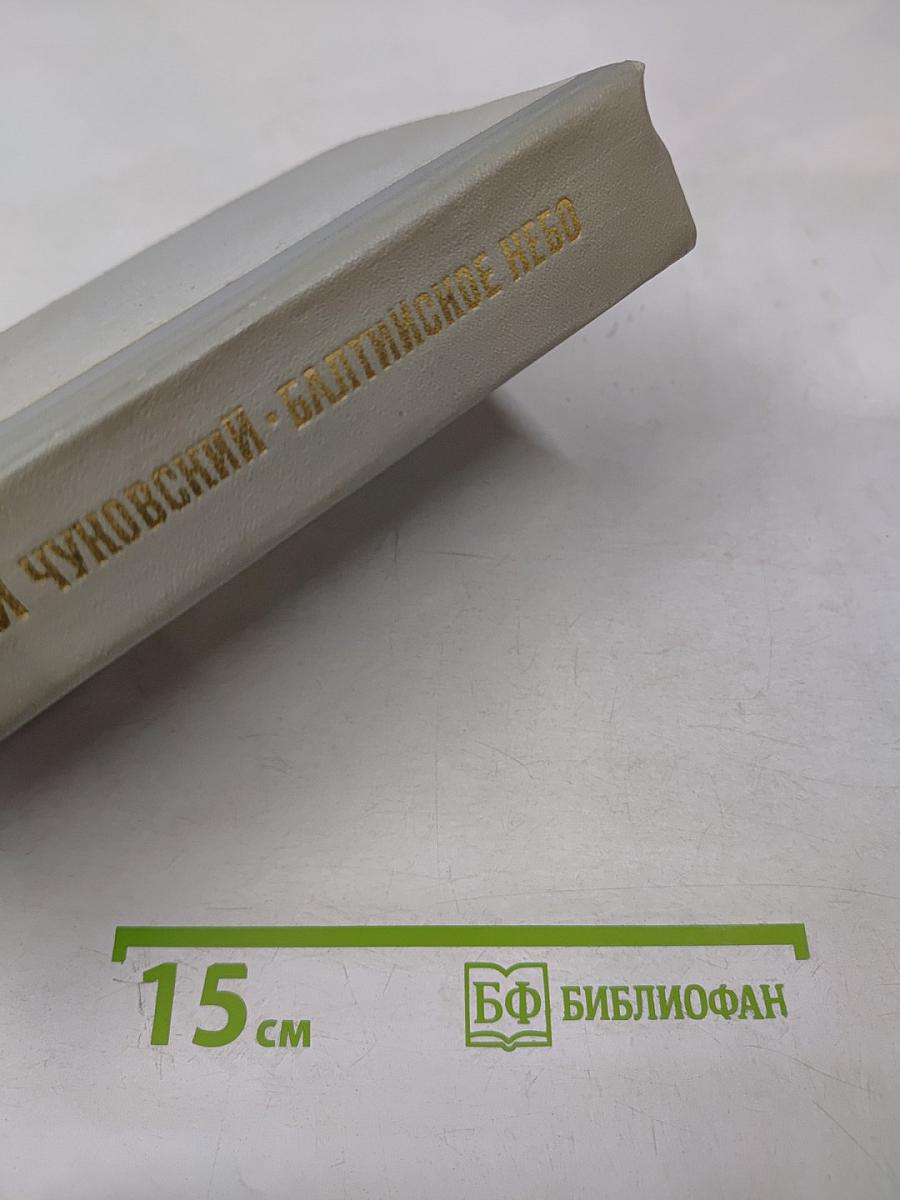 Й ЧУКОВСКИЙ · БАЛТИЙСКОЕ НЕБО
15 см
БФ БИБЛИОФАН